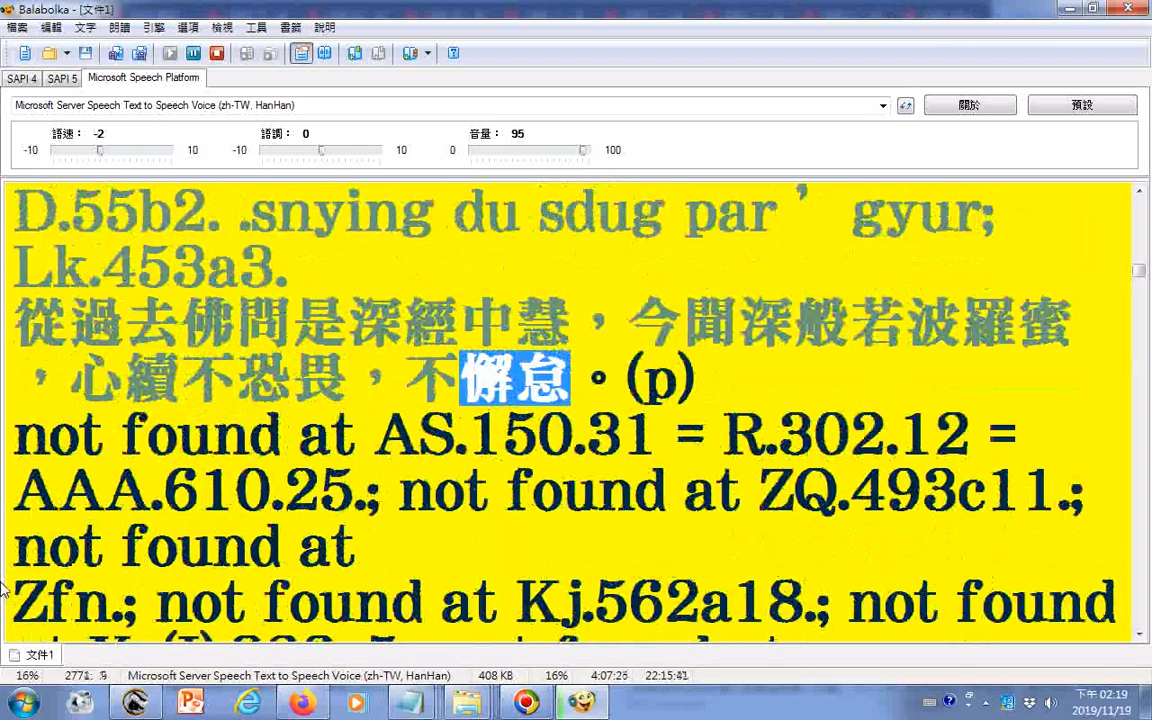 Balabolka - [文件1]
檔案 編輯 文字 朗讀 引擎 選項 檢視 工具 書籤 說明
SAPI 4 SAPI 5 Microsoft Speech Platform
Microsoft Server Speech Text to Speech Voice (zh-TW, HanHan) 關於 預設
語速： -2 語調： 0 音量： 95
-10 10 -10 10 0 100
D.55b2. .snying du sdug par ’ gyur;
Lk.453a3.
從過去佛問是深經中慧，今聞深般若波羅蜜
，心續不恐畏，不懈怠。(p)
not found at AS.150.31 = R.302.12 =
AAA.610.25.; not found at ZQ.493c11.;
not found at
Zfn.; not found at Kj.562a18.; not found
文件1
16% Microsoft Server Speech Text to Speech Voice (zh-TW, HanHan) 408 KB 16% 4:07:26 22:15:41
下午 02:19
2019/11/19